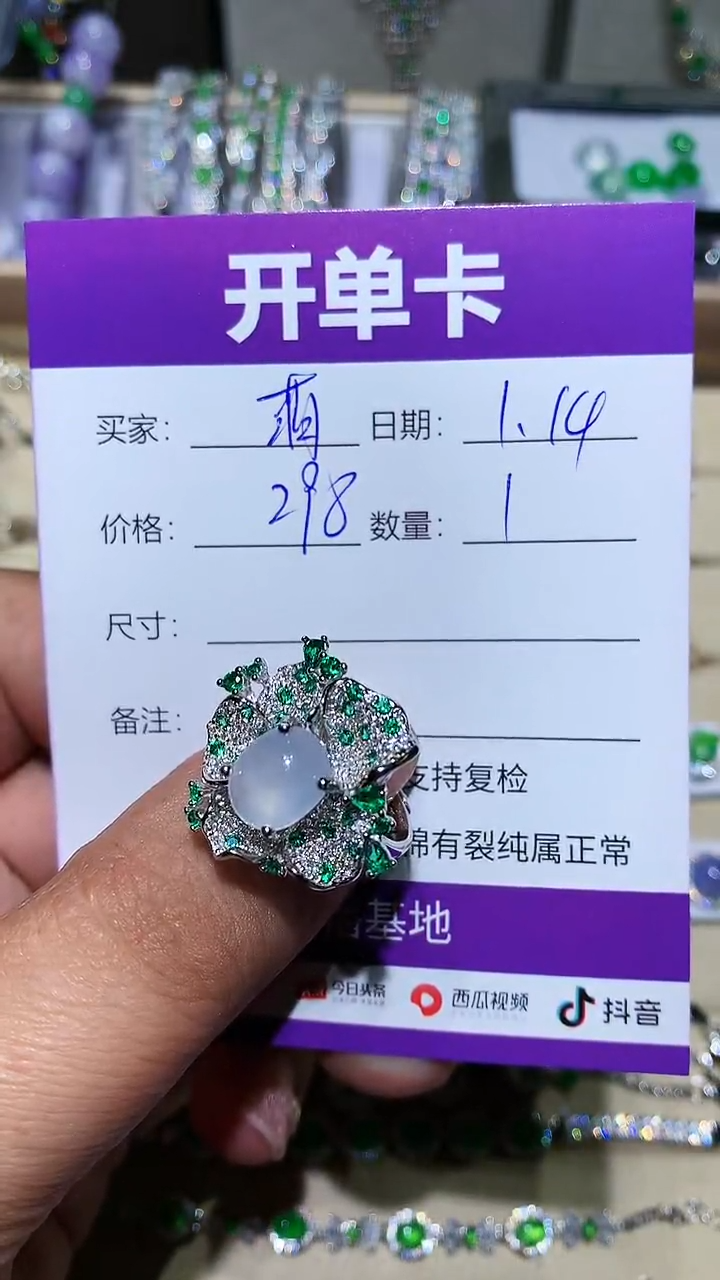 开单卡
买家: 萌 日期: 1.14
价格: 298 数量: 1
尺寸:
备注:
支持复检
棉有裂纯属正常
基地
今日头条 西瓜视频 抖音